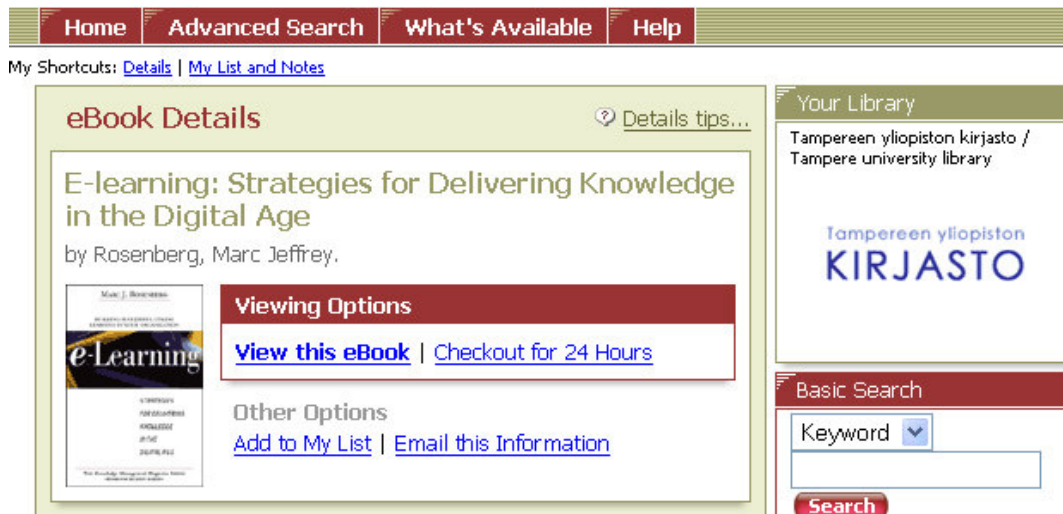 Home Advanced Search What's Available Help
My Shortcuts: Details | My List and Notes
eBook Details
Details tips...
E-learning: Strategies for Delivering Knowledge
in the Digital Age
by Rosenberg, Marc Jeffrey.
e-Learning
Viewing Options
View this eBook | Checkout for 24 Hours
Other Options
Add to My List | Email this Information
Your Library
Tampereen yliopiston kirjasto /
Tampere university library
Tampereen yliopiston
KIRJASTO
Basic Search
Keyword
Search